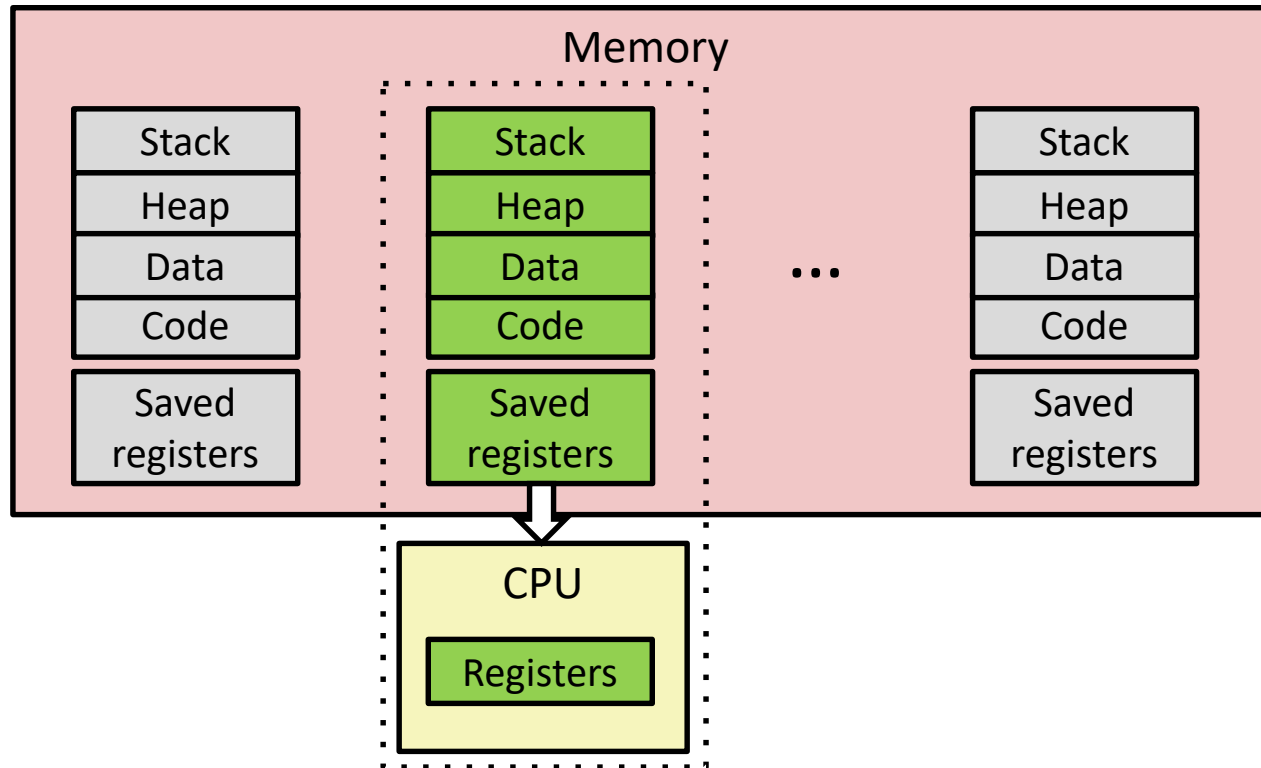 Memory
Stack
Heap
Data
Code
Saved
registers
Stack
Heap
Data
Code
Saved
registers
...
Stack
Heap
Data
Code
Saved
registers
CPU
Registers